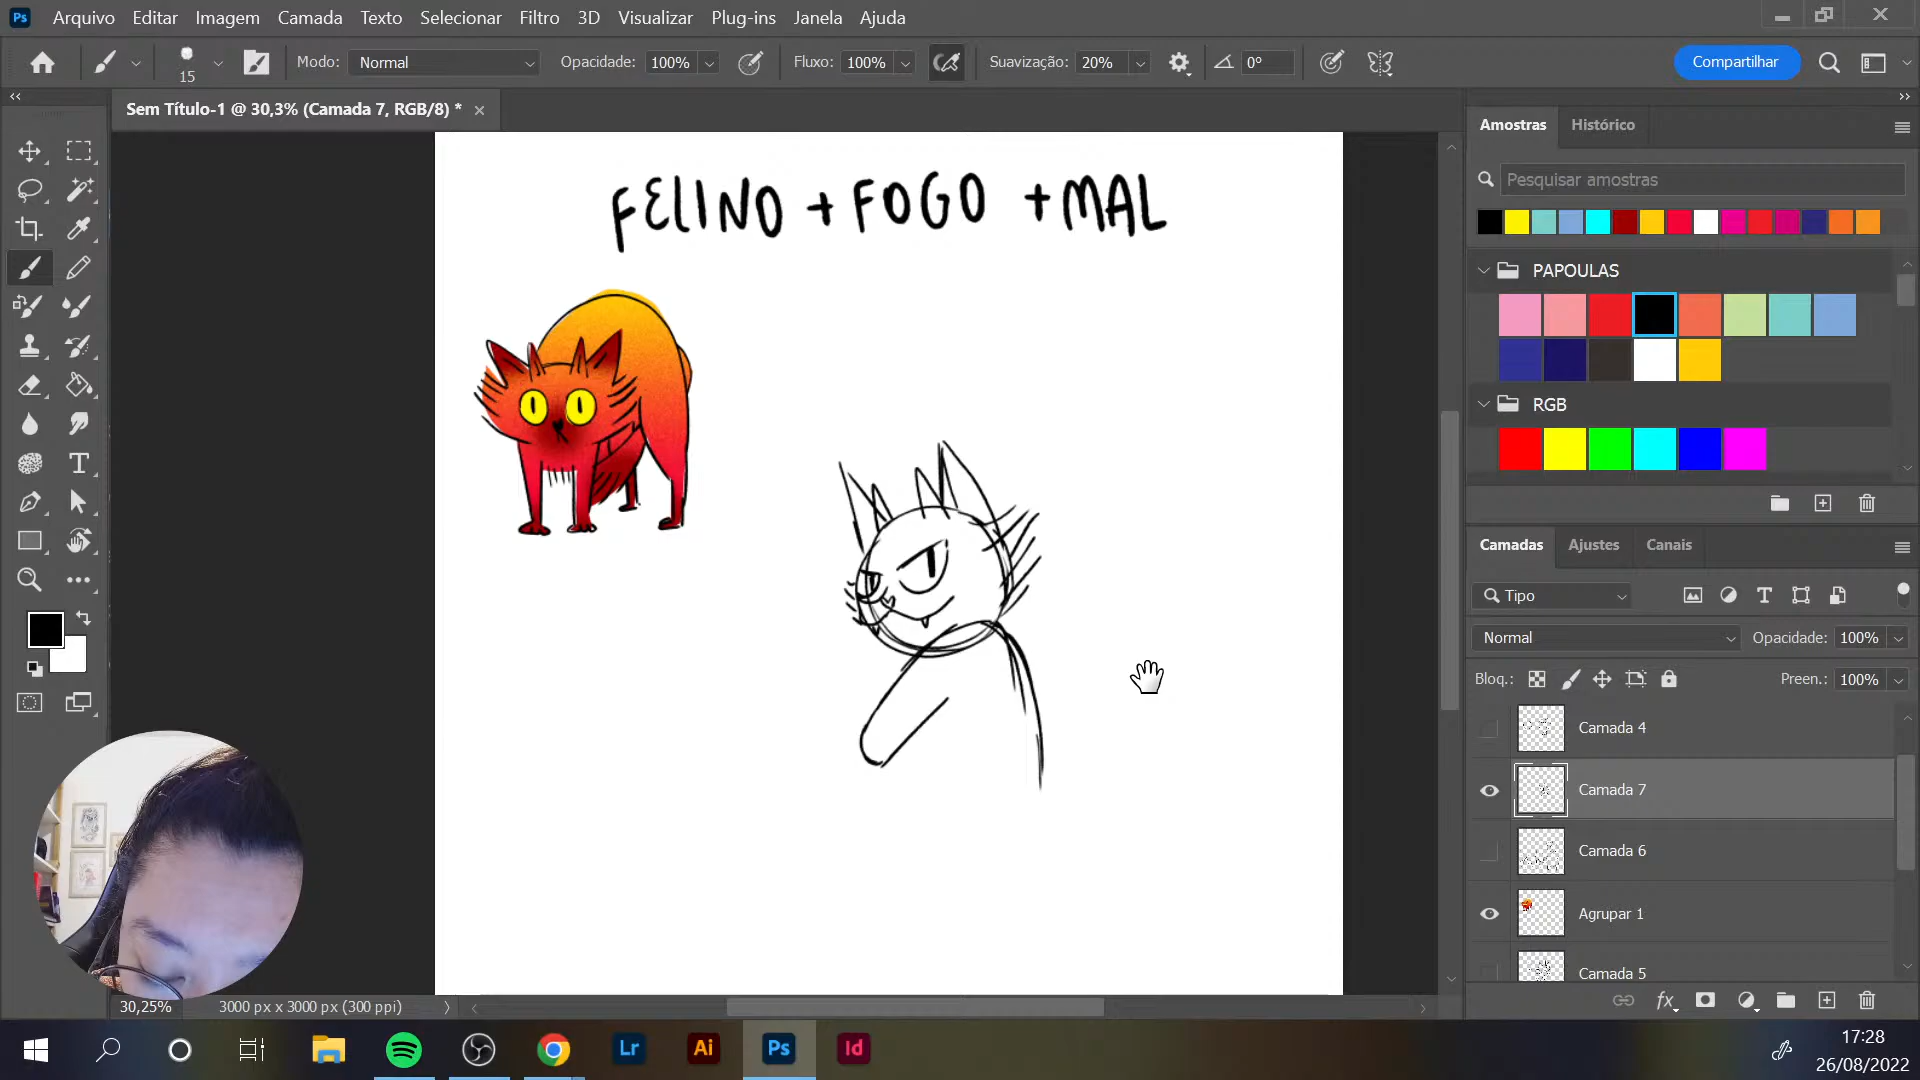 Ps Arquivo Editar Imagem Camada Texto Selecionar Filtro 3D Visualizar Plug-ins Janela Ajuda
15 Modo: Normal Opacidade: 100% Fluxo: 100% Suavização: 20% 0° Compartilhar
Sem Título-1 @ 30,3% (Camada 7, RGB/8) *
Amostras Histórico
Pesquisar amostras
FELINO + FOGO + MAL
PAPOULAS
RGB
Camadas Ajustes Canais
Tipo
Normal Opacidade: 100%
Bloq.: Preen.: 100%
Camada 4
Camada 7
Camada 6
Agrupar 1
Camada 5
30,25% 3000 px x 3000 px (300 ppi)
Lr Ai Ps Id
17:28
26/08/2022